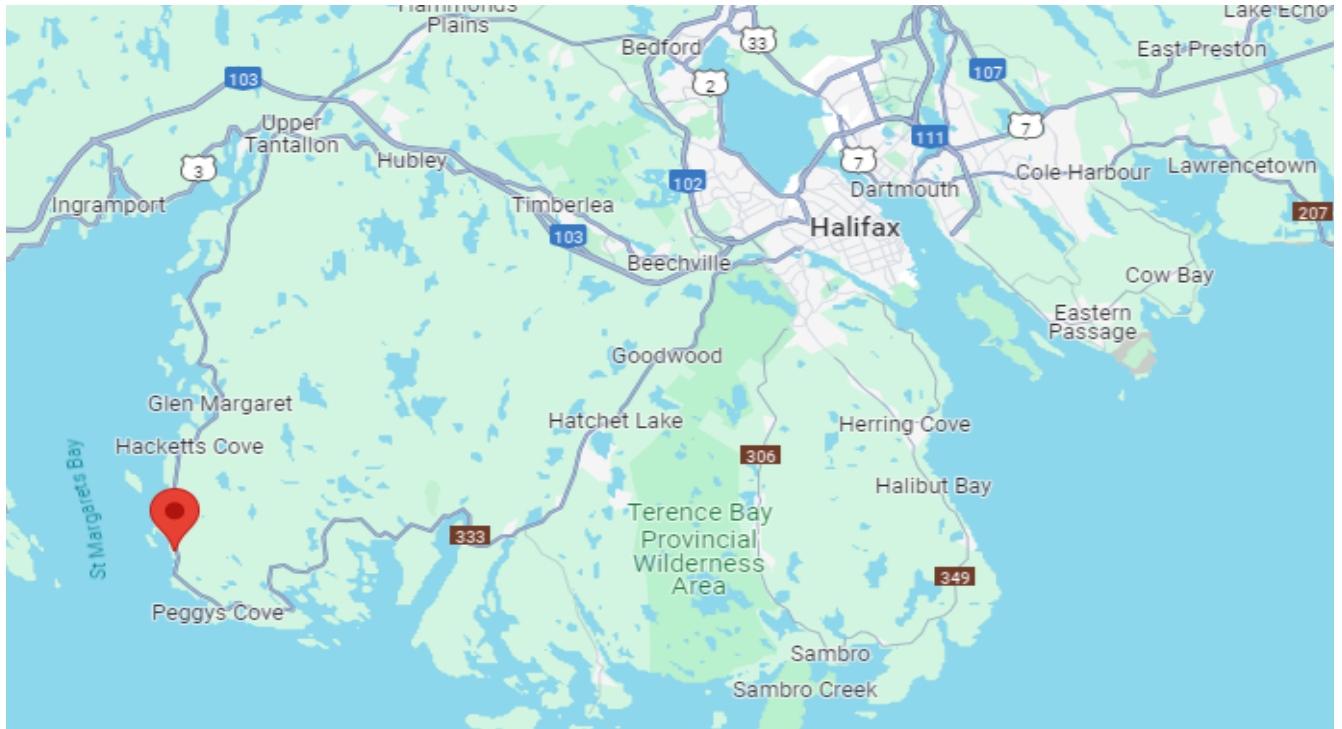 Hammonds
Plains
Lake Echo
Bedford
33
East Preston
103
2
107
Upper
Tantallon
7
111
Hubley
7
3
102
Dartmouth
Cole Harbour
Lawrencetown
Ingramport
Timberlea
Halifax
207
103
Beechville
Cow Bay
Eastern
Passage
Goodwood
Glen Margaret
Hatchet Lake
Herring Cove
Hacketts Cove
306
Halibut Bay
St Margarets Bay
Terence Bay
Provincial
Wilderness
Area
333
349
Peggys Cove
Sambro
Sambro Creek